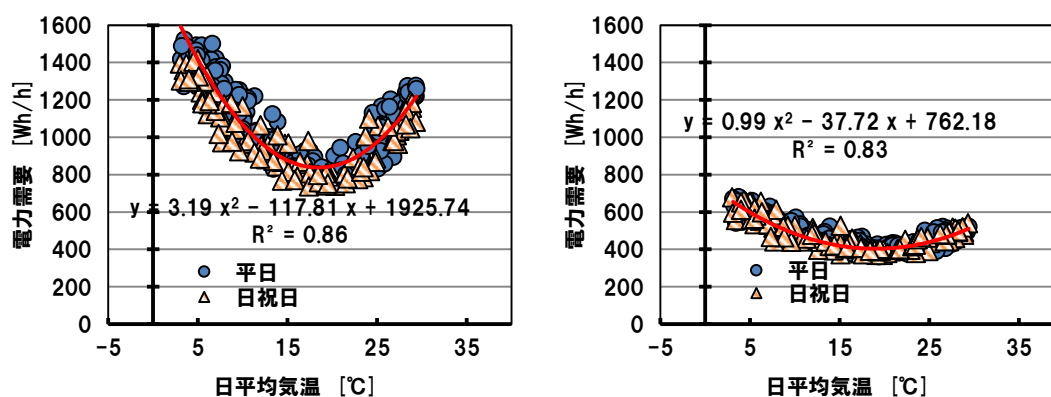 1600
1400
1200
1000
800
600
400
200
0
電力需要 [Wh/h]
y = 3.19 x² − 117.81 x + 1925.74
R² = 0.86
平日
日祝日
-5 5 15 25 35
日平均気温 [℃]
1600
1400
1200
1000
800
600
400
200
0
電力需要 [Wh/h]
y = 0.99 x² − 37.72 x + 762.18
R² = 0.83
平日
日祝日
-5 5 15 25 35
日平均気温 [℃]